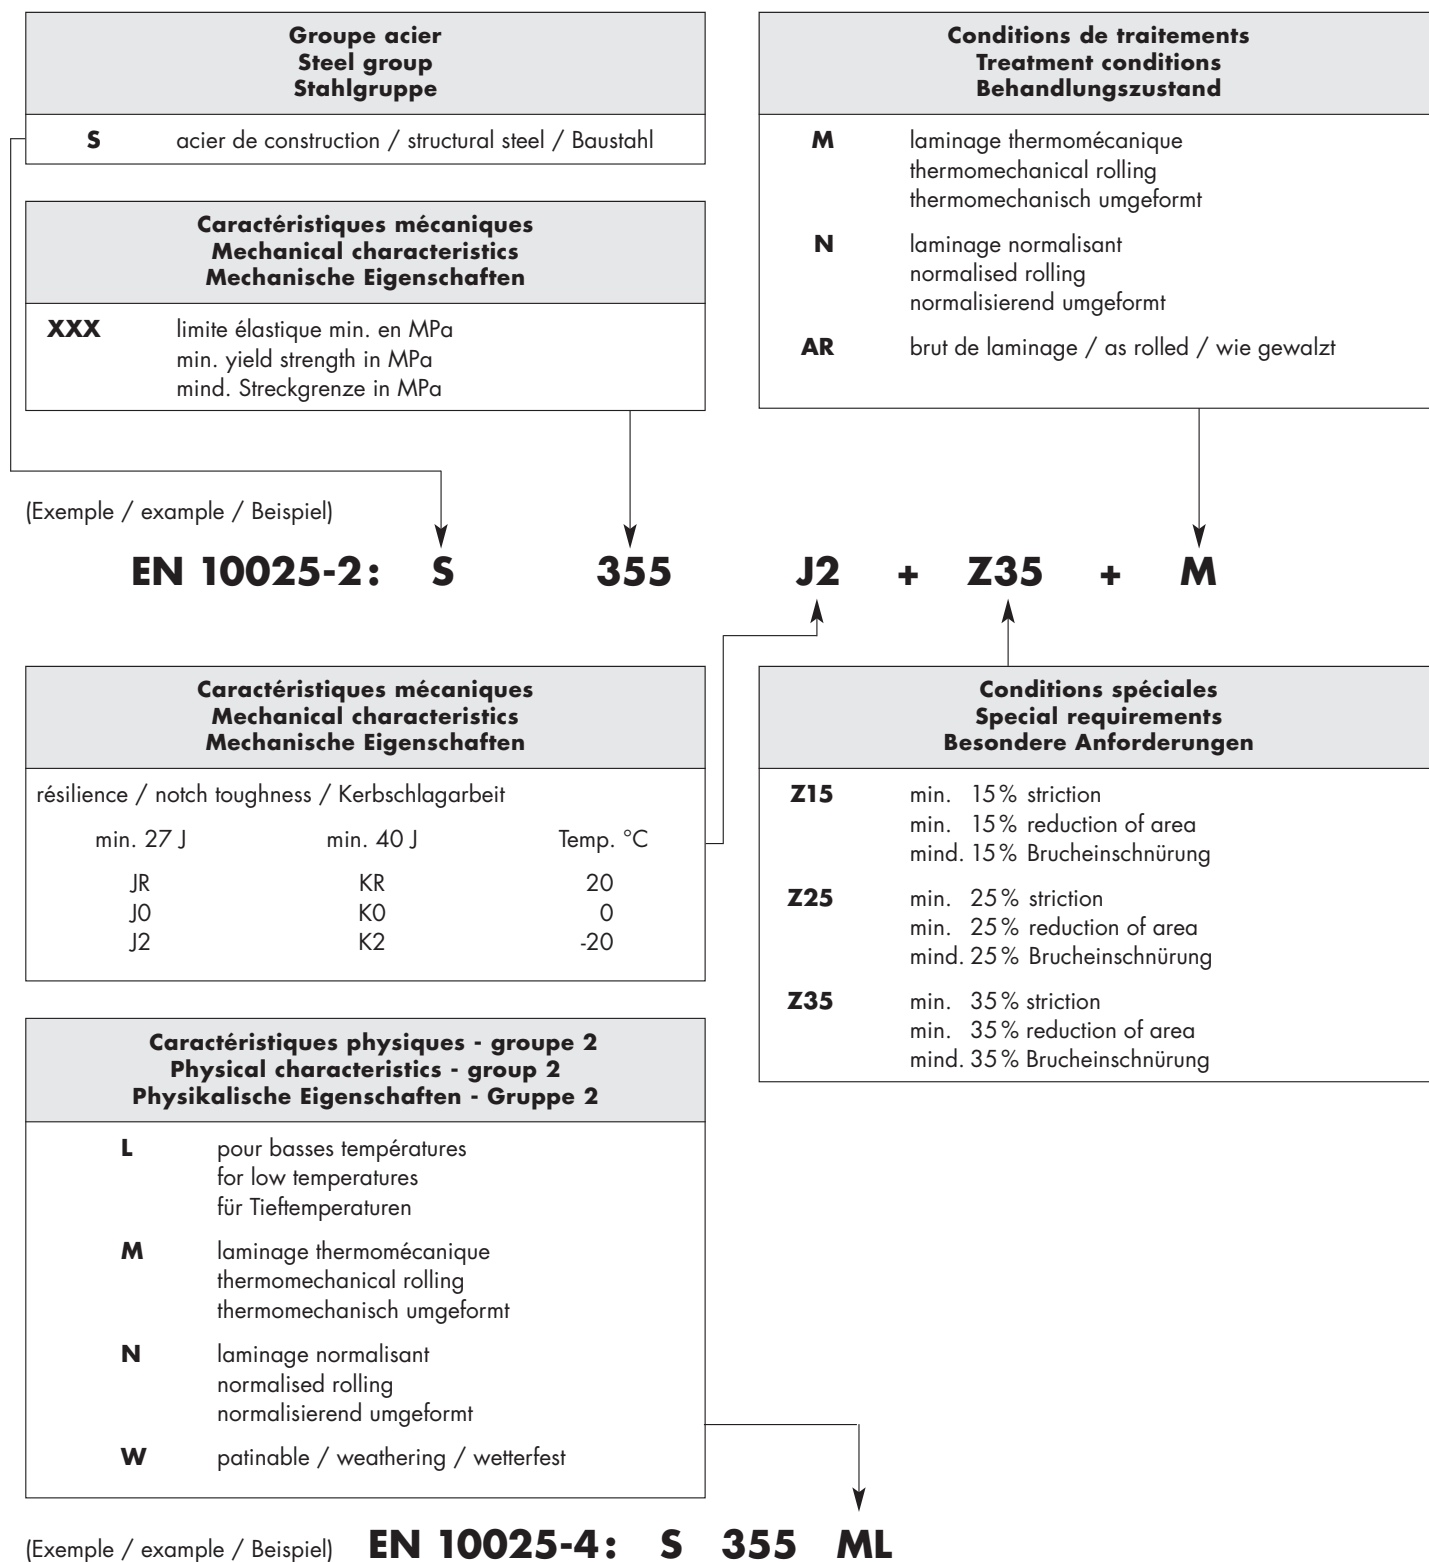 Groupe acier
Steel group
Stahlgruppe
S acier de construction / structural steel / Baustahl
Caractéristiques mécaniques
Mechanical characteristics
Mechanische Eigenschaften
XXX limite élastique min. en MPa
min. yield strength in MPa
mind. Streckgrenze in MPa
Conditions de traitements
Treatment conditions
Behandlungszustand
M laminage thermomécanique
thermomechanical rolling
thermomechanisch umgeformt
N laminage normalisant
normalised rolling
normalisierend umgeformt
AR brut de laminage / as rolled / wie gewalzt
(Exemple / example / Beispiel)
EN 10025-2: S 355 J2 + Z35 + M
Caractéristiques mécaniques
Mechanical characteristics
Mechanische Eigenschaften
résilience / notch toughness / Kerbschlagarbeit
min. 27 J min. 40 J Temp. °C
JR KR 20
J0 K0 0
J2 K2 -20
Conditions spéciales
Special requirements
Besondere Anforderungen
Z15 min. 15% striction
min. 15% reduction of area
mind. 15% Brucheinschnürung
Z25 min. 25% striction
min. 25% reduction of area
mind. 25% Brucheinschnürung
Z35 min. 35% striction
min. 35% reduction of area
mind. 35% Brucheinschnürung
Caractéristiques physiques - groupe 2
Physical characteristics - group 2
Physikalische Eigenschaften - Gruppe 2
L pour basses températures
for low temperatures
für Tieftemperaturen
M laminage thermomécanique
thermomechanical rolling
thermomechanisch umgeformt
N laminage normalisant
normalised rolling
normalisierend umgeformt
W patinable / weathering / wetterfest
(Exemple / example / Beispiel) EN 10025-4: S 355 ML